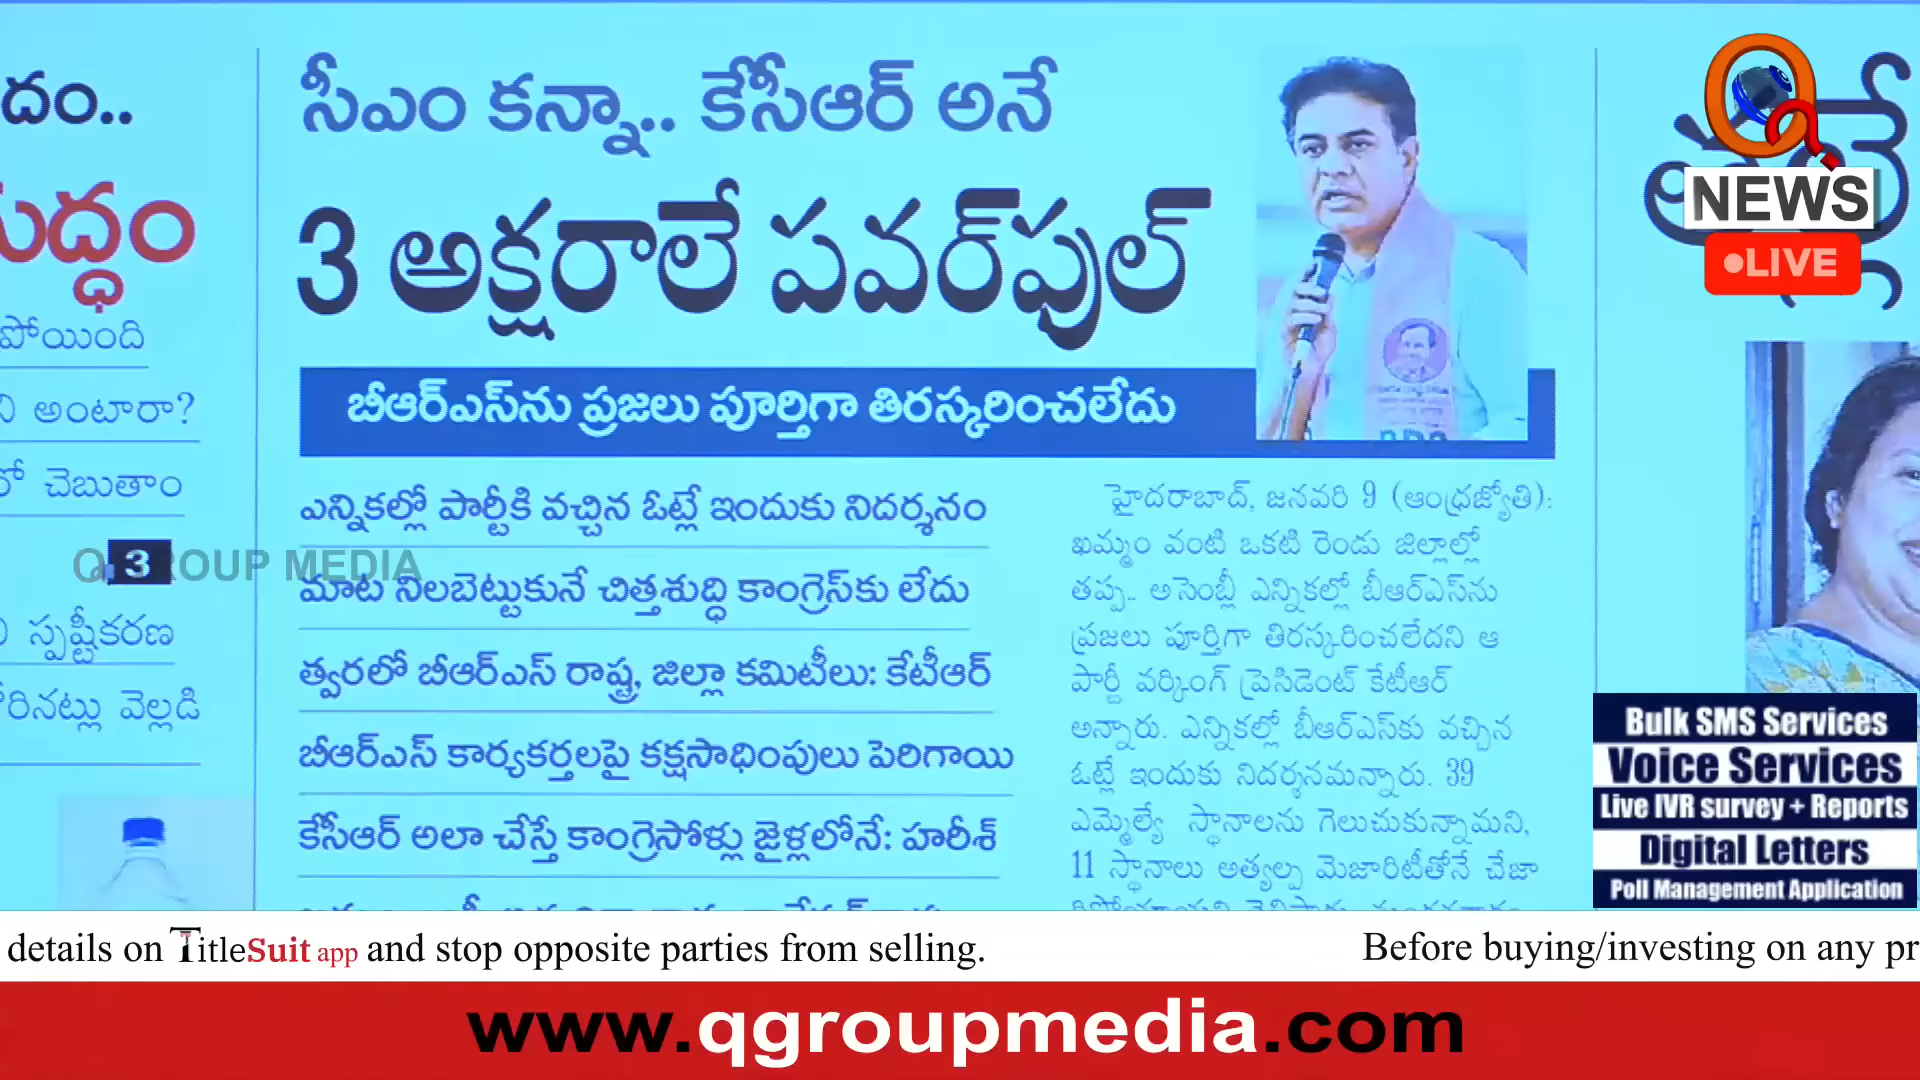 దం..
ుద్ధం
పోయింది
ని అంటారా?
రో చెబుతాం
3
స్పష్టీకరణ
రినట్లు వెల్లడి
సీఎం కన్నా.. కేసీఆర్ అనే
3 అక్షరాలే పవర్‌ఫుల్
బీఆర్ఎస్‌ను ప్రజలు పూర్తిగా తిరస్కరించలేదు
ఎన్నికల్లో పార్టీకి వచ్చిన ఓట్లే ఇందుకు నిదర్శనం
మాట నిలబెట్టుకునే చిత్తశుద్ధి కాంగ్రెస్‌కు లేదు
త్వరలో బీఆర్ఎస్ రాష్ట్ర, జిల్లా కమిటీలు: కేటీఆర్
బీఆర్ఎస్ కార్యకర్తలపై కక్షసాధింపులు పెరిగాయి
కేసీఆర్ అలా చేస్తే కాంగ్రెసోళ్లు జైళ్లలోనే: హరీశ్
హైదరాబాద్, జనవరి 9 (ఆంధ్రజ్యోతి):
ఖమ్మం వంటి ఒకటి రెండు జిల్లాల్లో
తప్ప.. అసెంబ్లీ ఎన్నికల్లో బీఆర్ఎస్‌ను
ప్రజలు పూర్తిగా తిరస్కరించలేదని ఆ
పార్టీ వర్కింగ్ ప్రెసిడెంట్ కేటీఆర్
అన్నారు. ఎన్నికల్లో బీఆర్ఎస్‌కు వచ్చిన
ఓట్లే ఇందుకు నిదర్శనమన్నారు. 39
ఎమ్మెల్యే స్థానాలను గెలుచుకున్నామని,
11 స్థానాలు అత్యల్ప మెజారిటీతోనే చేజా
Q GROUP MEDIA
Q
NEWS
LIVE
Bulk SMS Services
Voice Services
Live IVR survey + Reports
Digital Letters
Poll Management Application
details on TitleSuit app and stop opposite parties from selling.
Before buying/investing on any pr
www.qgroupmedia.com